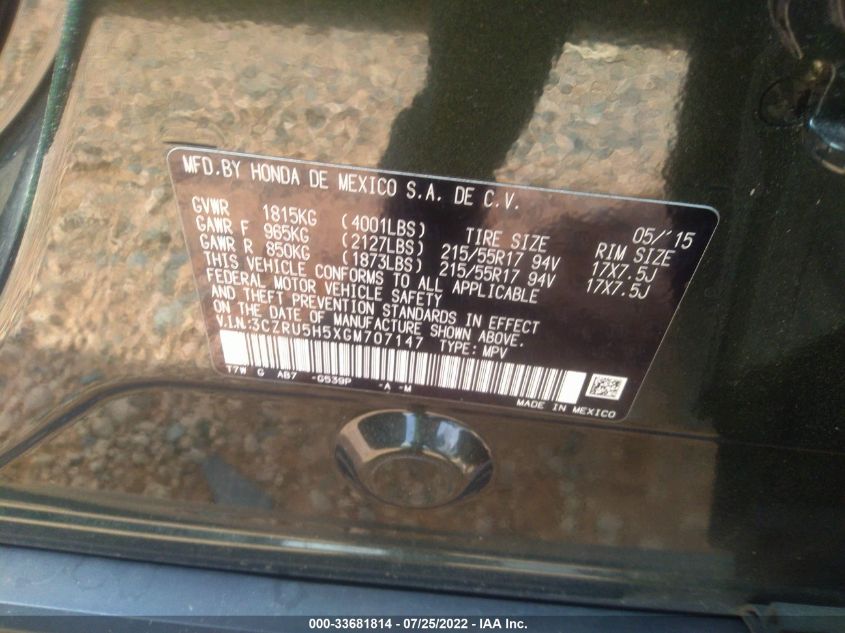 MFD.BY HONDA DE MEXICO S.A. DE C.V.
05/'15
GVWR 1815KG (4001LBS) TIRE SIZE RIM SIZE
GAWR F 965KG (2127LBS) 215/55R17 94V 17X7.5J
GAWR R 850KG (1873LBS) 215/55R17 94V 17X7.5J
THIS VEHICLE CONFORMS TO ALL APPLICABLE
FEDERAL MOTOR VEHICLE SAFETY
AND THEFT PREVENTION STANDARDS IN EFFECT
ON THE DATE OF MANUFACTURE SHOWN ABOVE.
V.I.N:3CZRU5H5XGM707147 TYPE: MPV
T7W G AB7 -G539P -A -M
MADE IN MEXICO
000-33681814 / 07/25/2022 - IAA Inc.